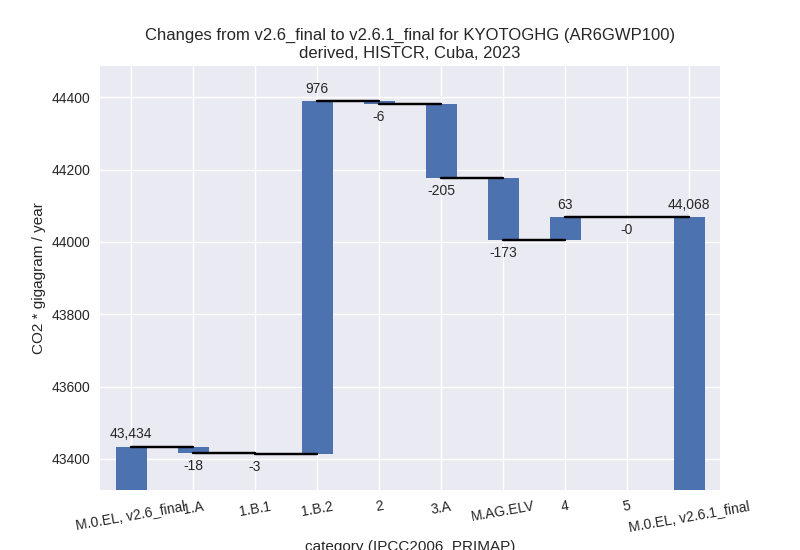 Changes from v2.6_final to v2.6.1_final for KYOTOGHG (AR6GWP100)
derived, HISTCR, Cuba, 2023
CO2 * gigagram / year
44400
44200
44000
43800
43600
43400
43,434
-18
-3
976
-6
-205
-173
63
-0
44,068
M.0.EL, v2.6_final
1.A
1.B.1
1.B.2
2
3.A
M.AG.ELV
4
5
M.0.EL, v2.6.1_final
category (IPCC2006_PRIMAP)